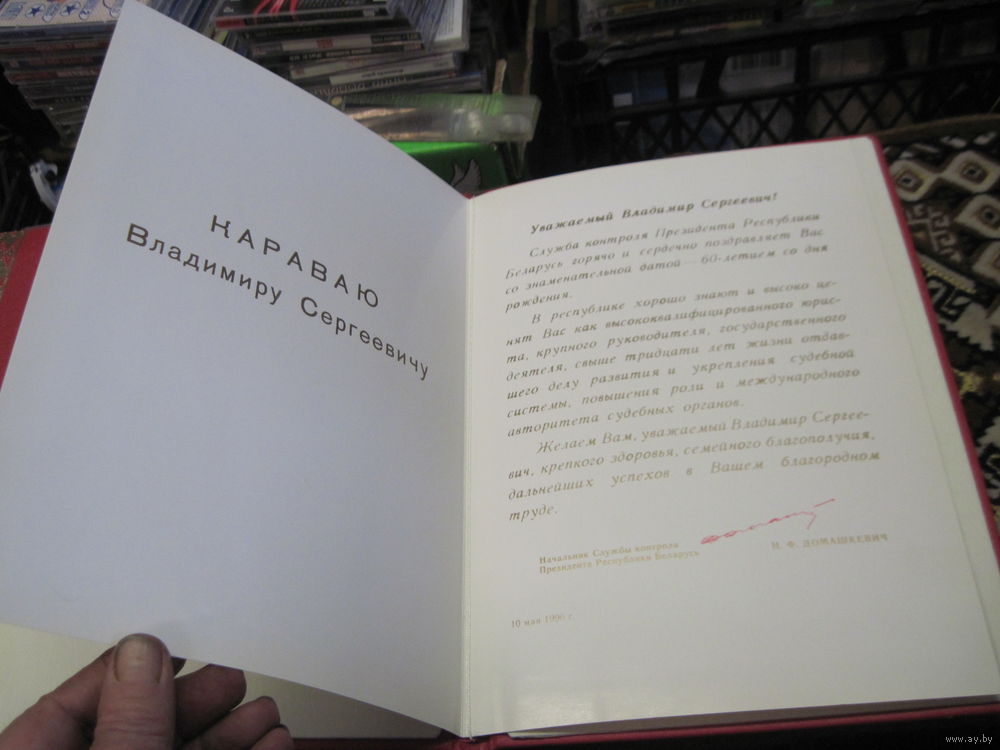 КАРАВАЮ
Владимиру Сергеевичу
Уважаемый Владимир Сергеевич!
Служба контроля Президента Республики
Беларусь горячо и сердечно поздравляет Вас
со знаменательной датой — 60-летием со дня
рождения.
В республике хорошо знают и высоко це-
нят Вас как высококвалифицированного юрис-
та, крупного руководителя, государственного
деятеля, свыше тридцати лет жизни отдав-
шего делу развития и укрепления судебной
системы, повышения роли и международного
авторитета судебных органов.
Желаем Вам, уважаемый Владимир Сергее-
вич, крепкого здоровья, семейного благополучия,
дальнейших успехов в Вашем благородном
труде.
Начальник Службы контроля
Президента Республики Беларусь
Н. Ф. ДОМАШКЕВИЧ
10 мая 1996 г.
www.ay.by